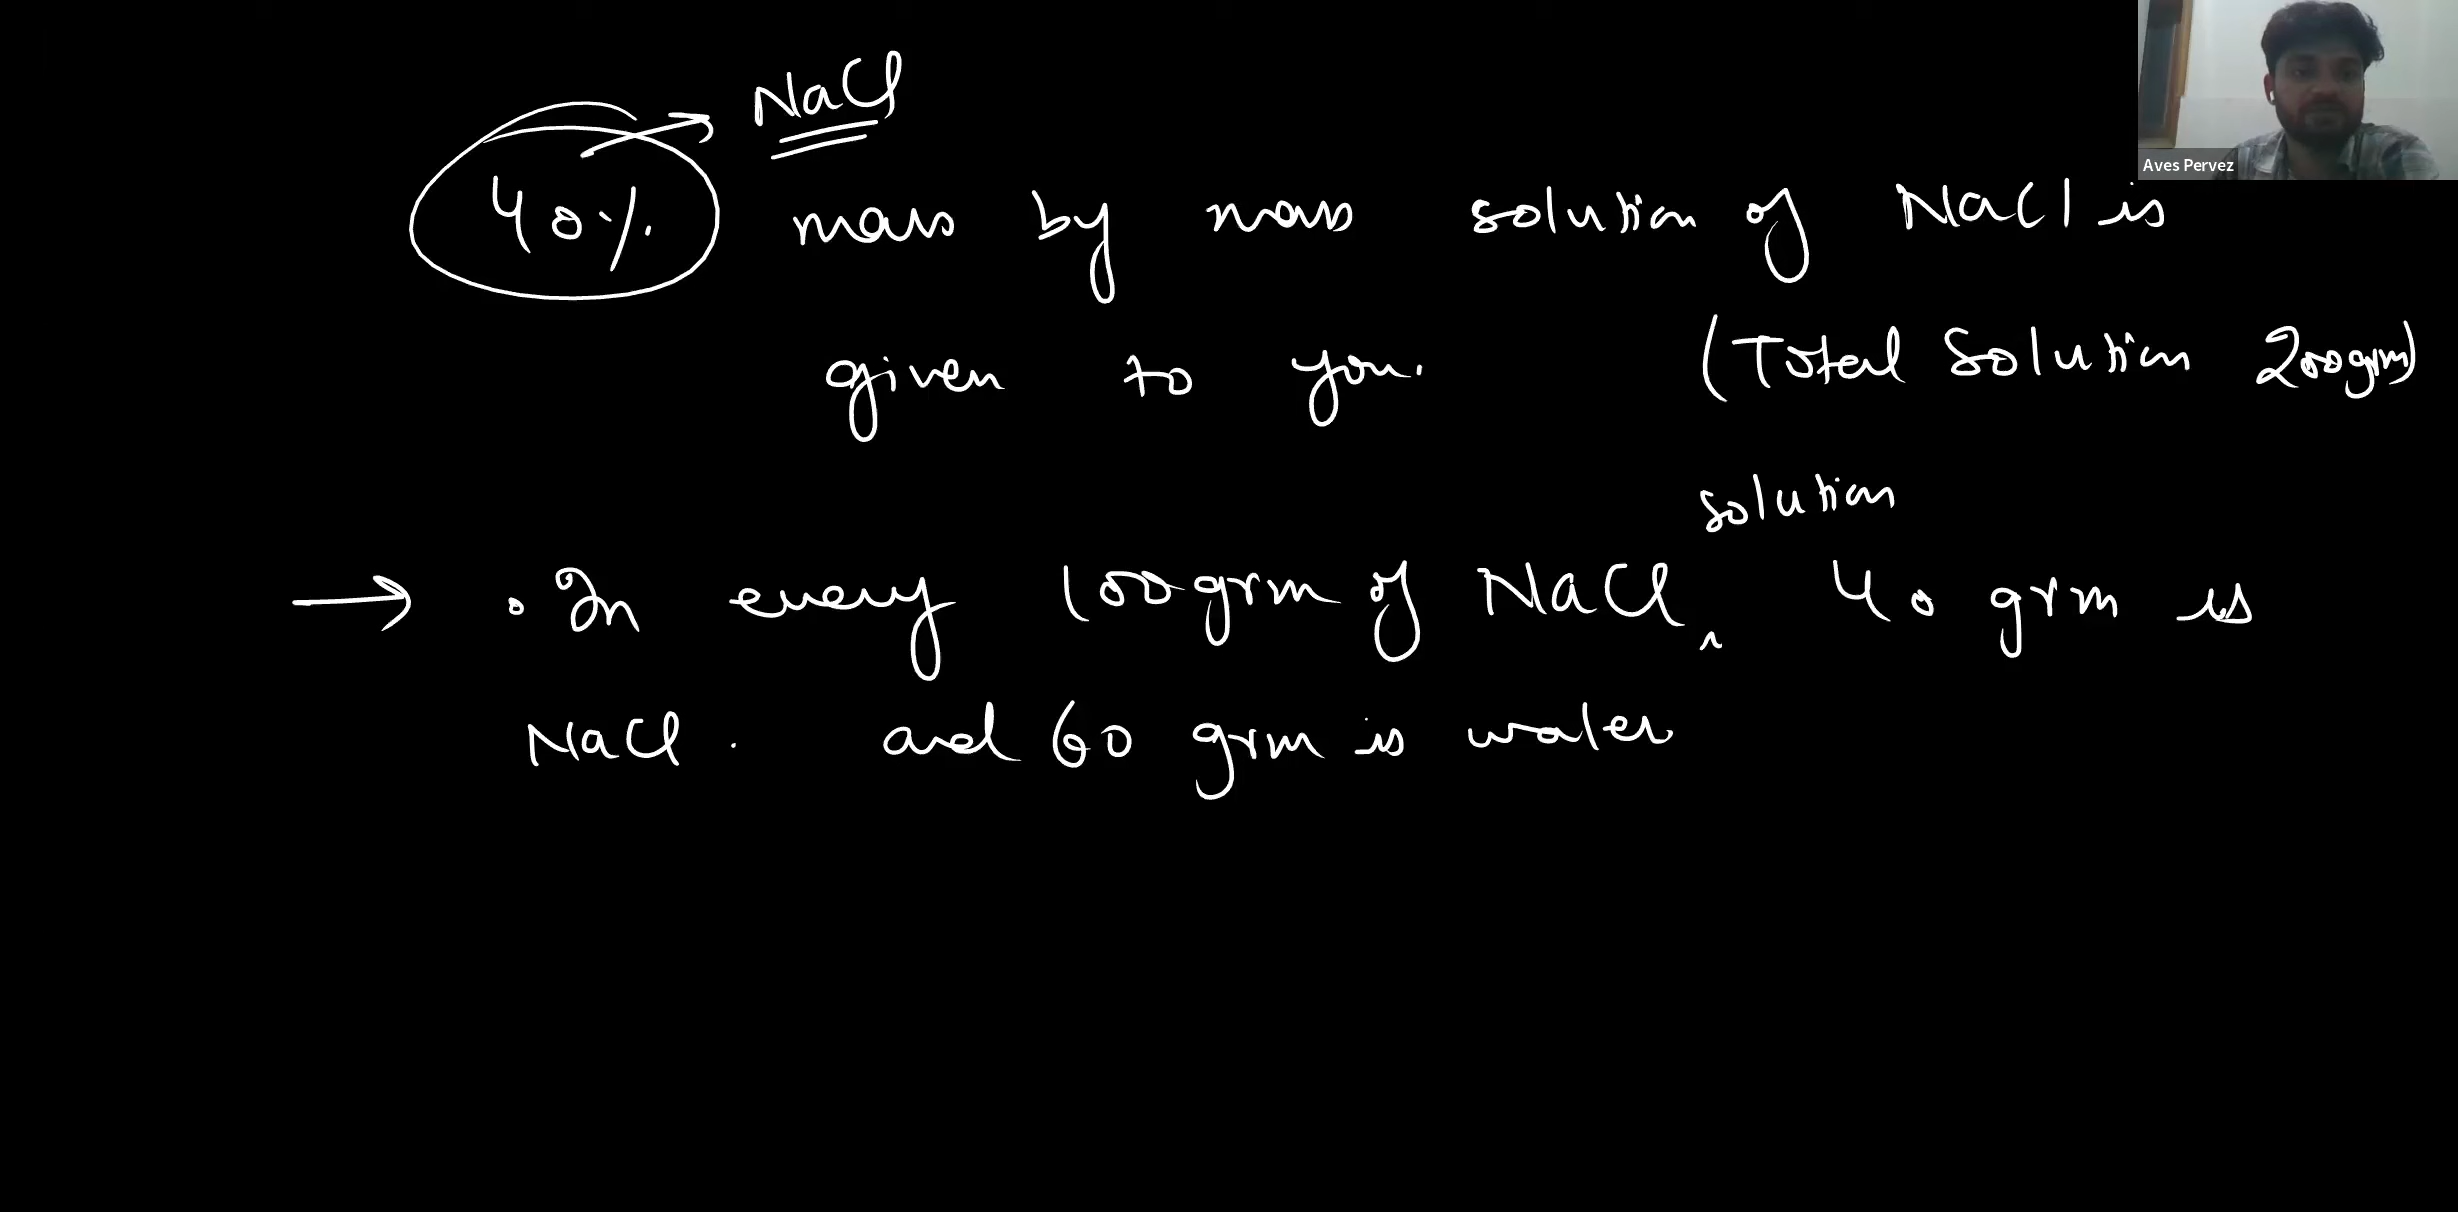 NaCl
Aves Pervez
40% mass by mass solution of NaCl is
given to you. (Total Solution 200grm)
solution
→ • In every 100grm of NaCl ^ 40 grm is
NaCl. and 60 grm is water